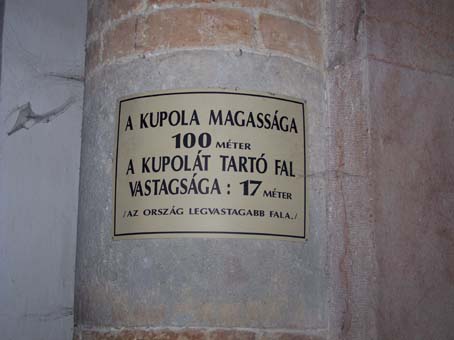 A KUPOLA MAGASSÁGA
100 MÉTER
A KUPOLÁT TARTÓ FAL
VASTAGSÁGA : 17 MÉTER
/AZ ORSZÁG LEGVASTAGABB FALA./